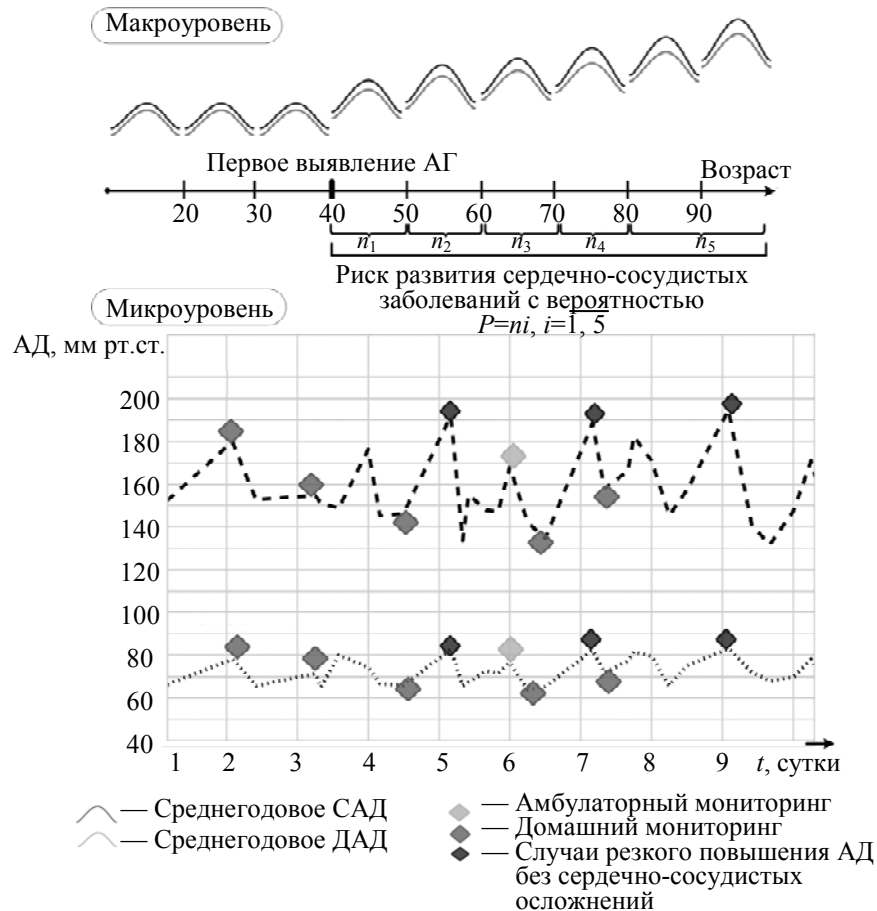 Макроуровень
Первое выявление АГ
Возраст
20 30 40 50 60 70 80 90
n1 n2 n3 n4 n5
Риск развития сердечно-сосудистых
заболеваний с вероятностью
P=ni, i=1, 5
Микроуровень
АД, мм рт.ст.
200
180
160
140
120
100
80
60
40
1 2 3 4 5 6 7 8 9 t, сутки
— Среднегодовое САД
— Среднегодовое ДАД
— Амбулаторный мониторинг
— Домашний мониторинг
— Случаи резкого повышения АД
без сердечно-сосудистых
осложнений